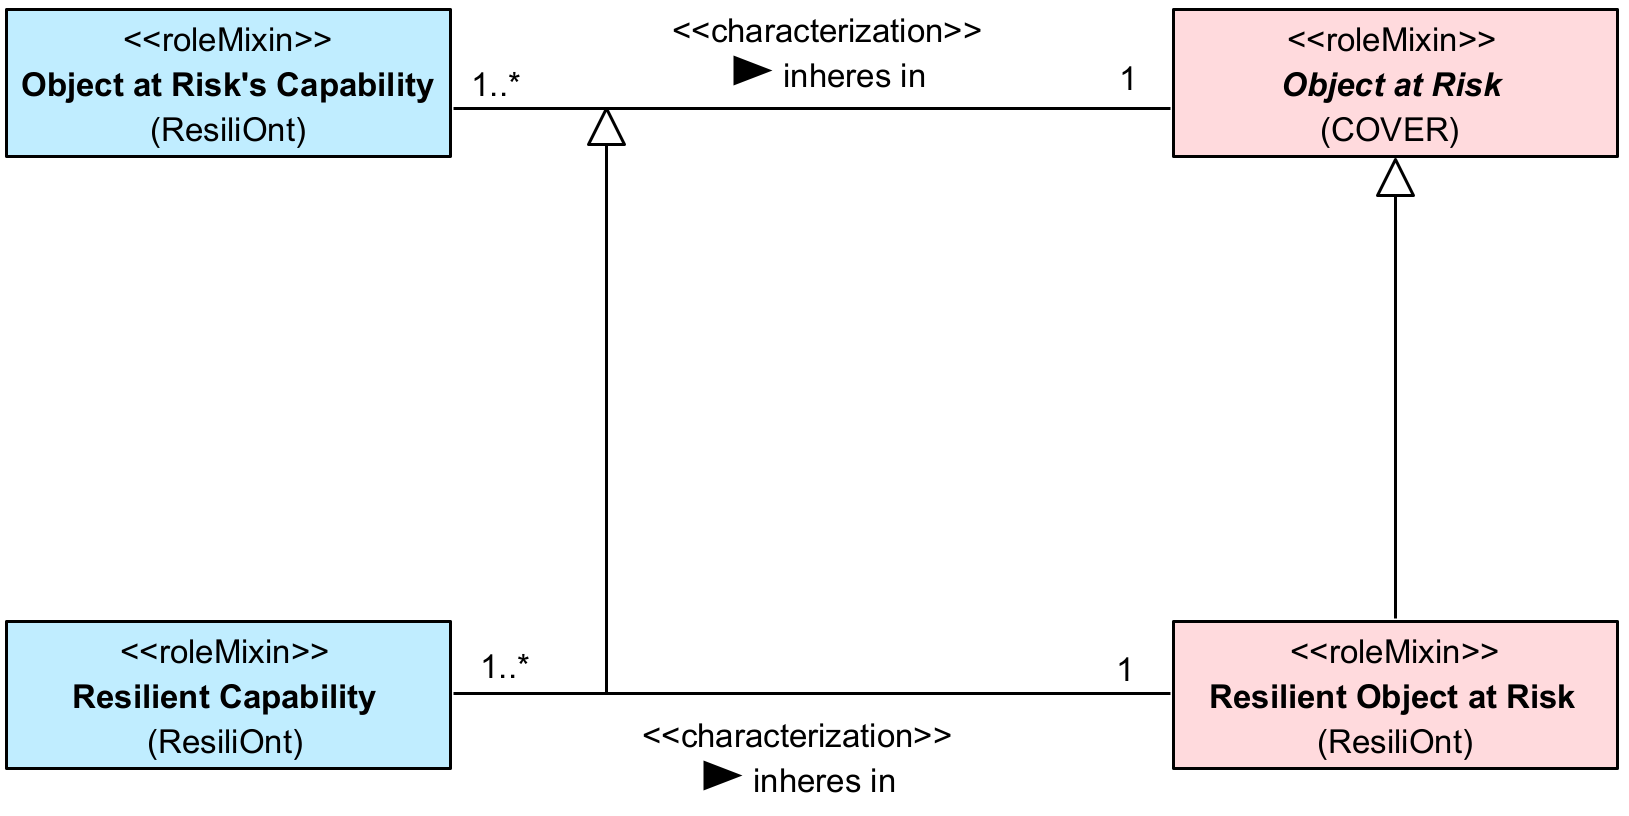 <<roleMixin>>
Object at Risk's Capability
(ResiliOnt)
1..*
<<characterization>>
▶ inheres in
1
<<roleMixin>>
Object at Risk
(COVER)
<<roleMixin>>
Resilient Capability
(ResiliOnt)
1..*
<<characterization>>
▶ inheres in
1
<<roleMixin>>
Resilient Object at Risk
(ResiliOnt)